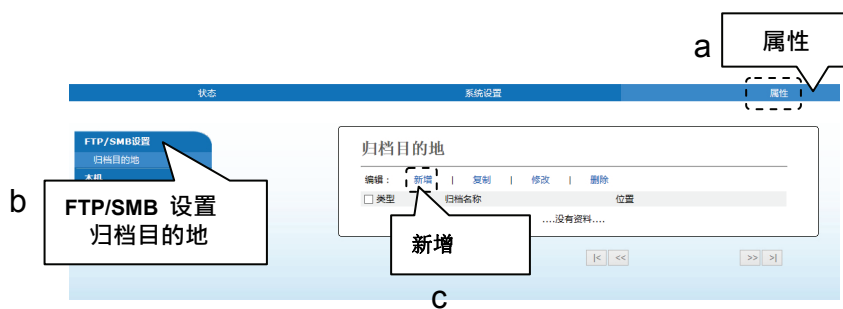 a
属性
状态
系统设置
属性
FTP/SMB设置
归档目的地
本机
b
FTP/SMB 设置
归档目的地
归档目的地
编辑： 新增 | 复制 | 修改 | 删除
类型 归档名称 位置
....没有资料....
新增
|< << >> >|
c